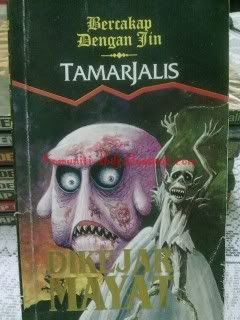 Bercakap
Dengan Jin
TAMARJALIS
DIKEJAR
MAYAT